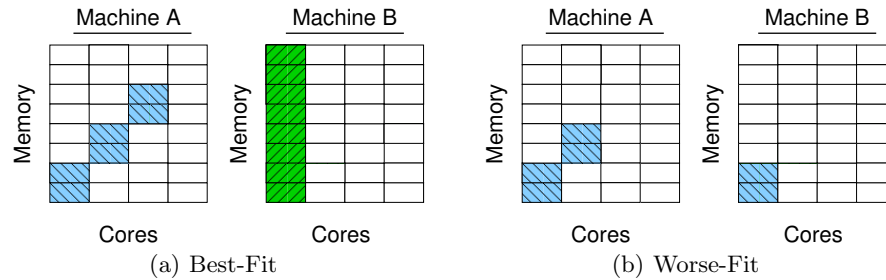 Machine A Machine B Machine A Machine B
Memory Memory Memory Memory
Cores Cores Cores Cores
(a) Best-Fit (b) Worse-Fit